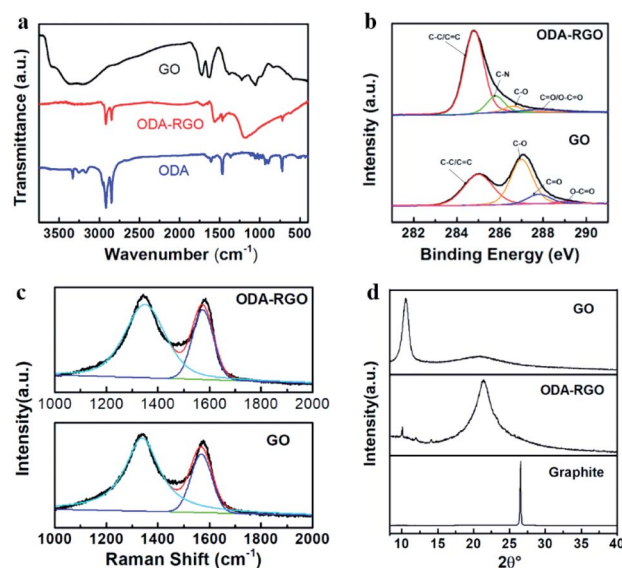 a
Transmittance (a.u.)
GO
ODA-RGO
ODA
3500 3000 2500 2000 1500 1000 500
Wavenumber (cm-1)
b
Intensity (a.u.)
ODA-RGO
C-C/C=C
C-N
C-O
C=O/O-C=O
GO
C-O
C-C/C=C
C=O
O-C=O
282 284 286 288 290
Binding Energy (eV)
c
Intensity(a.u.)
ODA-RGO
1000 1200 1400 1600 1800 2000
GO
1000 1200 1400 1600 1800 2000
Raman Shift (cm-1)
d
Intensity(a.u.)
GO
ODA-RGO
Graphite
10 15 20 25 30 35 40
2θ°